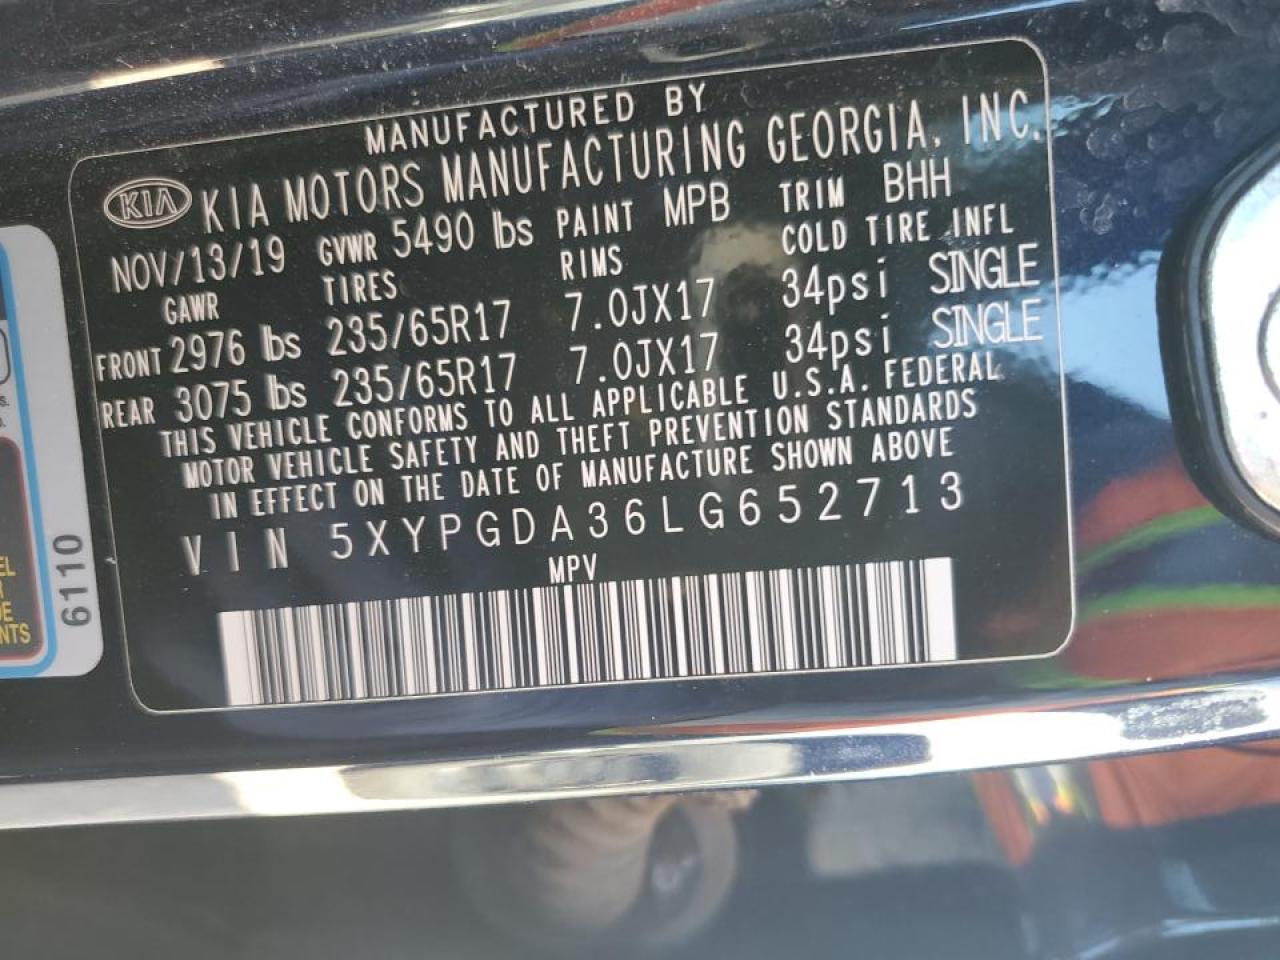 MANUFACTURED BY
KIA KIA MOTORS MANUFACTURING GEORGIA, INC.
NOV/13/19 GVWR 5490 lbs PAINT MPB TRIM BHH
GAWR TIRES RIMS COLD TIRE INFL
FRONT 2976 lbs 235/65R17 7.0JX17 34psi SINGLE
REAR 3075 lbs 235/65R17 7.0JX17 34psi SINGLE
THIS VEHICLE CONFORMS TO ALL APPLICABLE U.S.A. FEDERAL
MOTOR VEHICLE SAFETY AND THEFT PREVENTION STANDARDS
IN EFFECT ON THE DATE OF MANUFACTURE SHOWN ABOVE
VIN 5XYPGDA36LG652713
MPV
6110